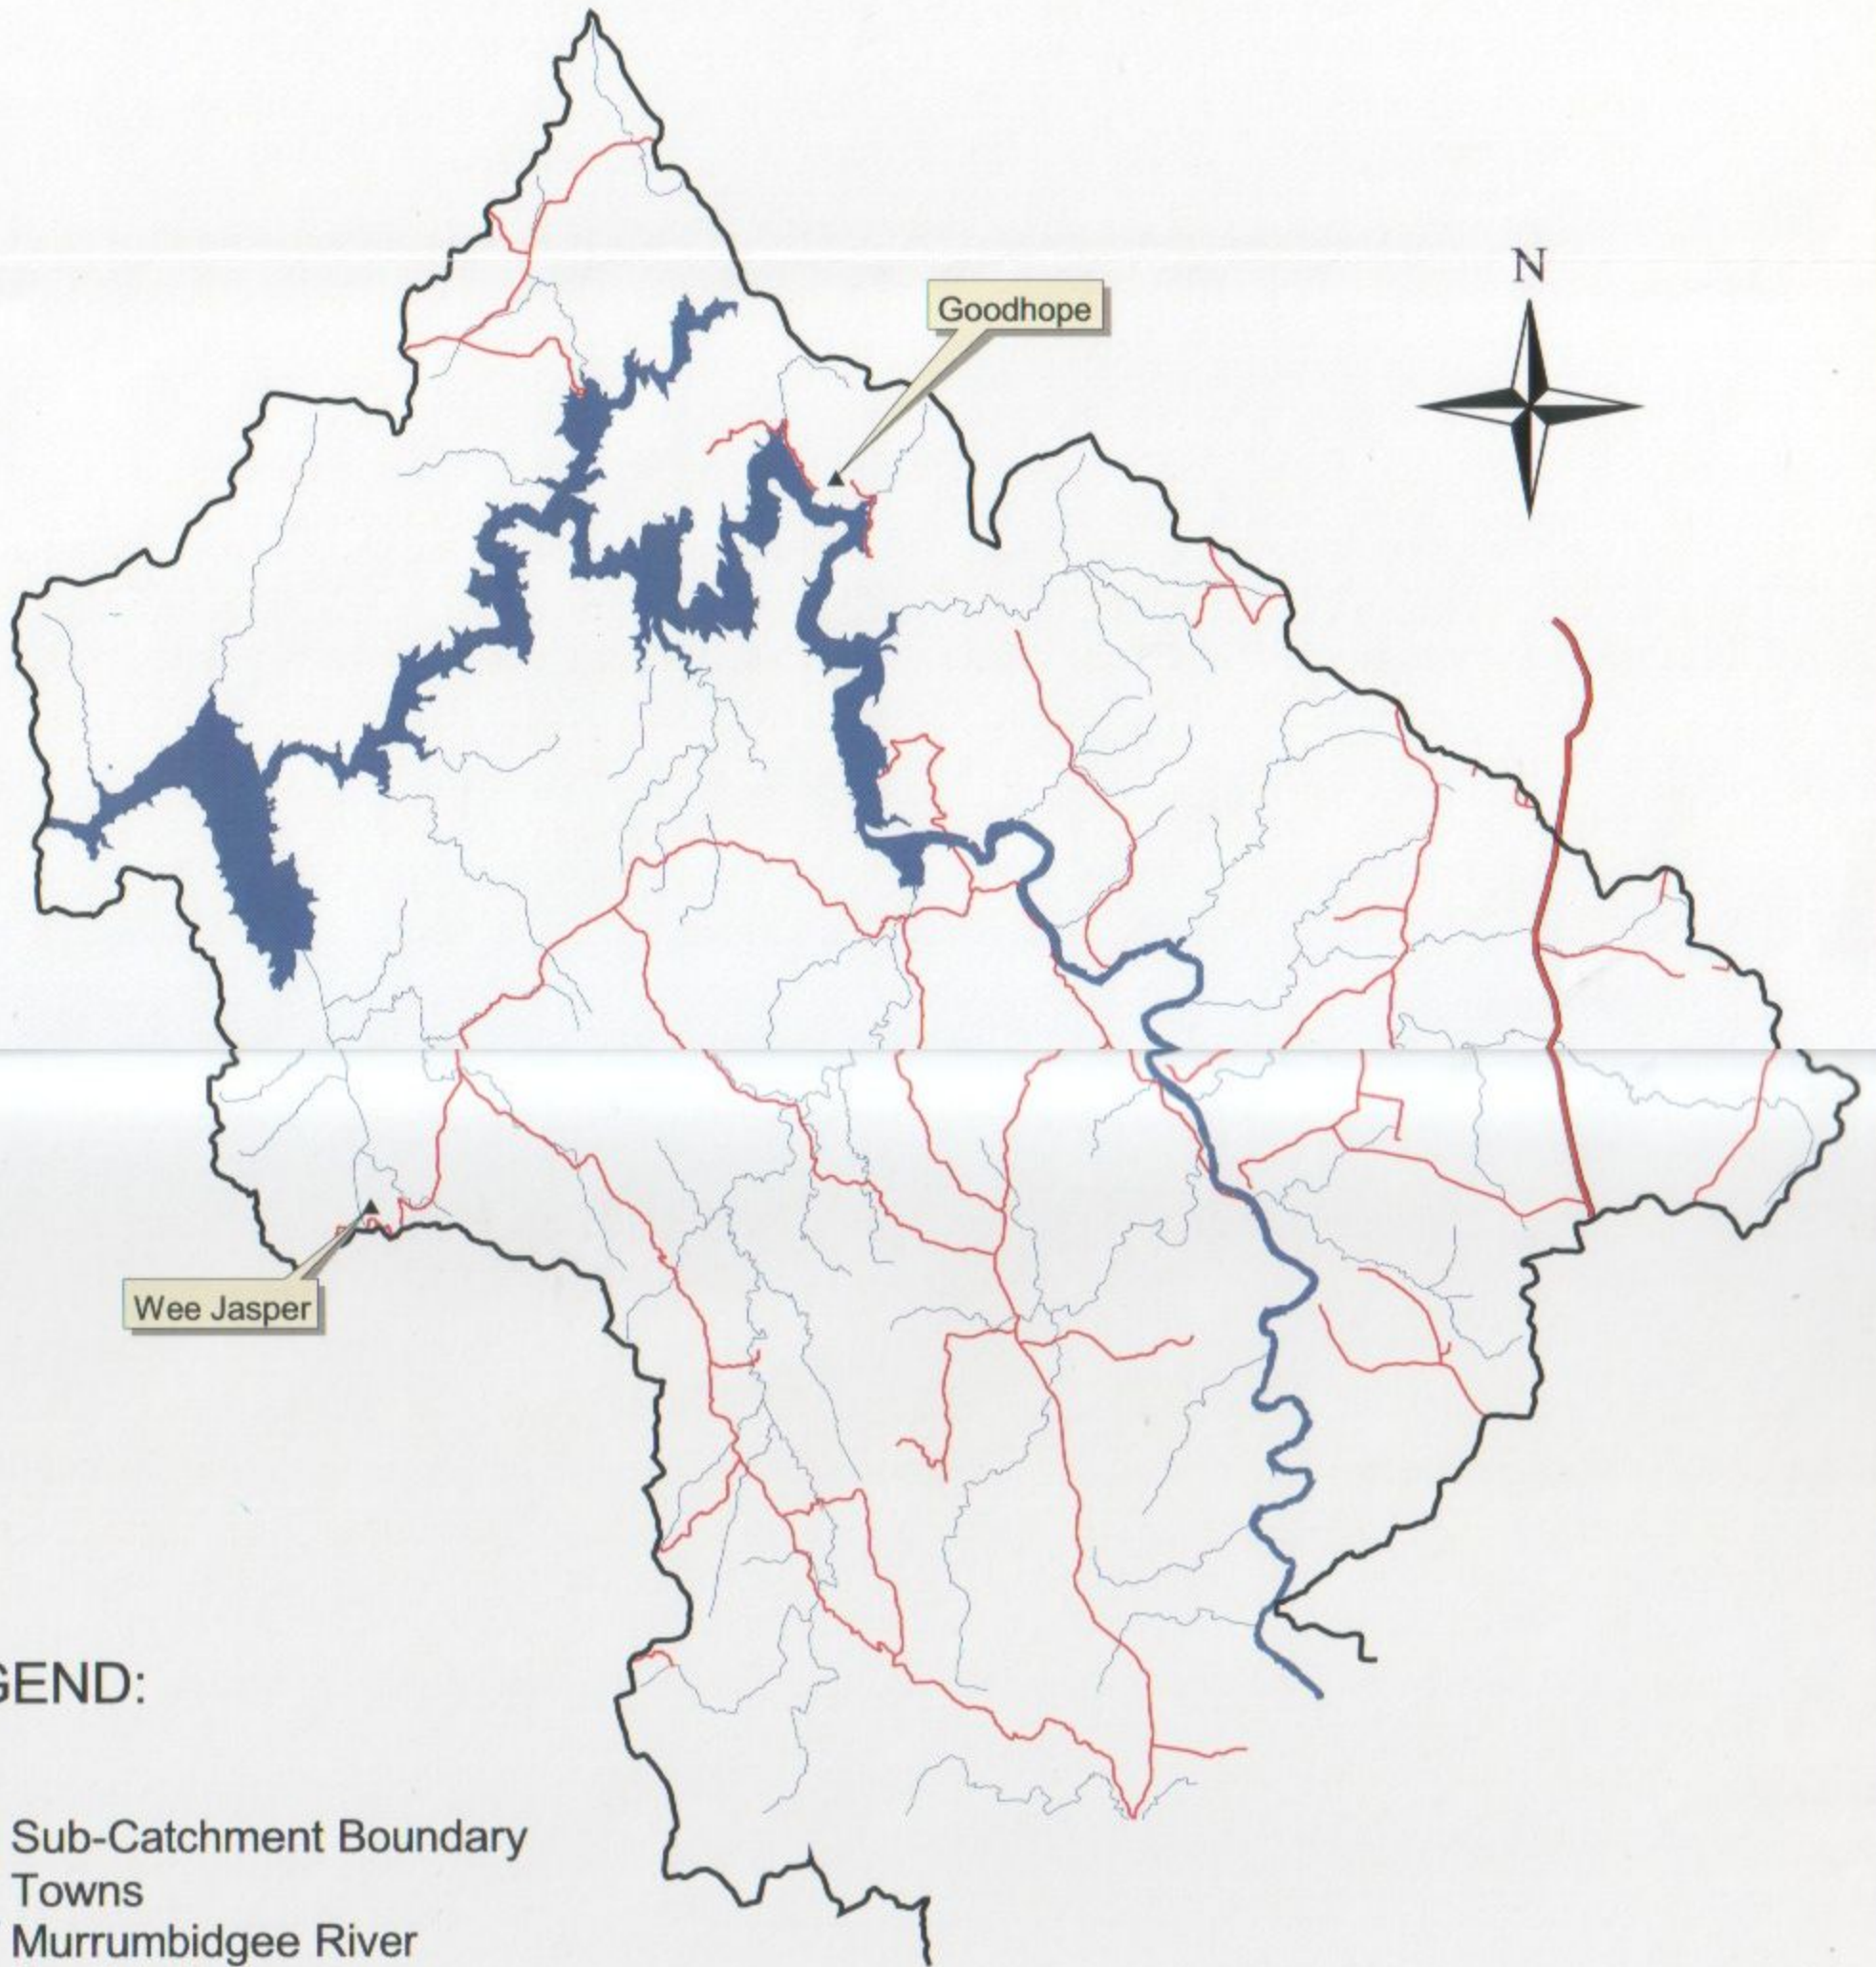 N
Goodhope
Wee Jasper
GEND:
Sub-Catchment Boundary
Towns
Murrumbidgee River